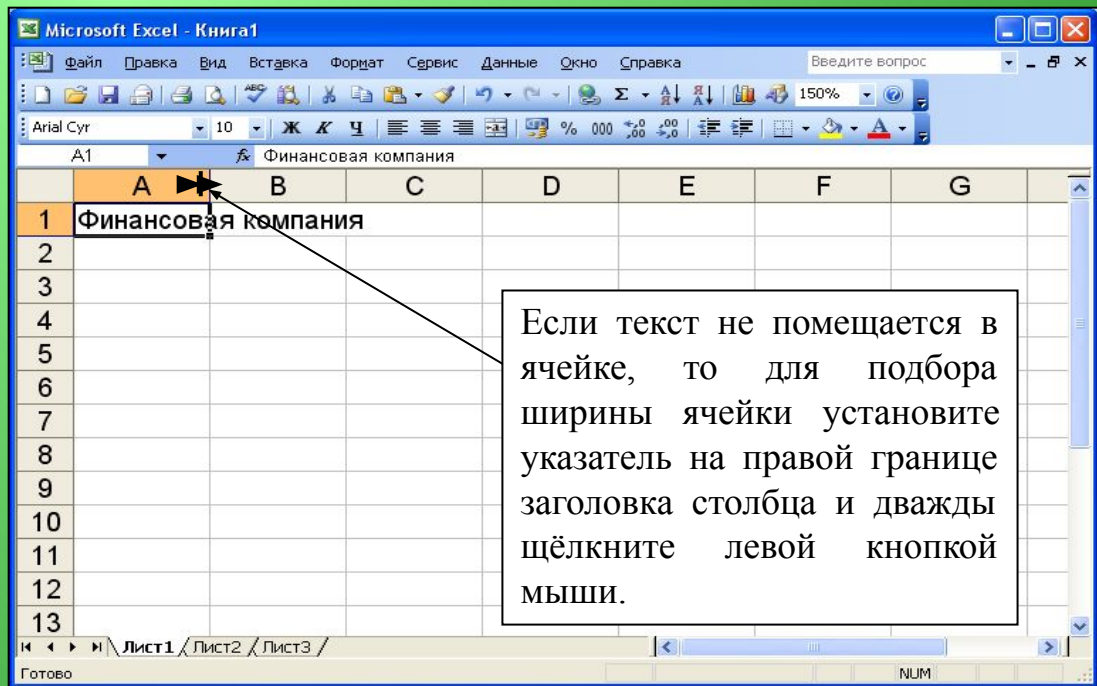 Microsoft Excel - Книга1
Файл Правка Вид Вставка Формат Сервис Данные Окно Справка Введите вопрос
150%
Arial Cyr 10 Ж К Ч % 000
A1 fx Финансовая компания
A B C D E F G
1 Финансовая компания
2
3
4
5
6
7
8
9
10
11
12
13
Если текст не помещается в
ячейке, то для подбора
ширины ячейки установите
указатель на правой границе
заголовка столбца и дважды
щёлкните левой кнопкой
мыши.
Лист1 Лист2 Лист3
Готово NUM